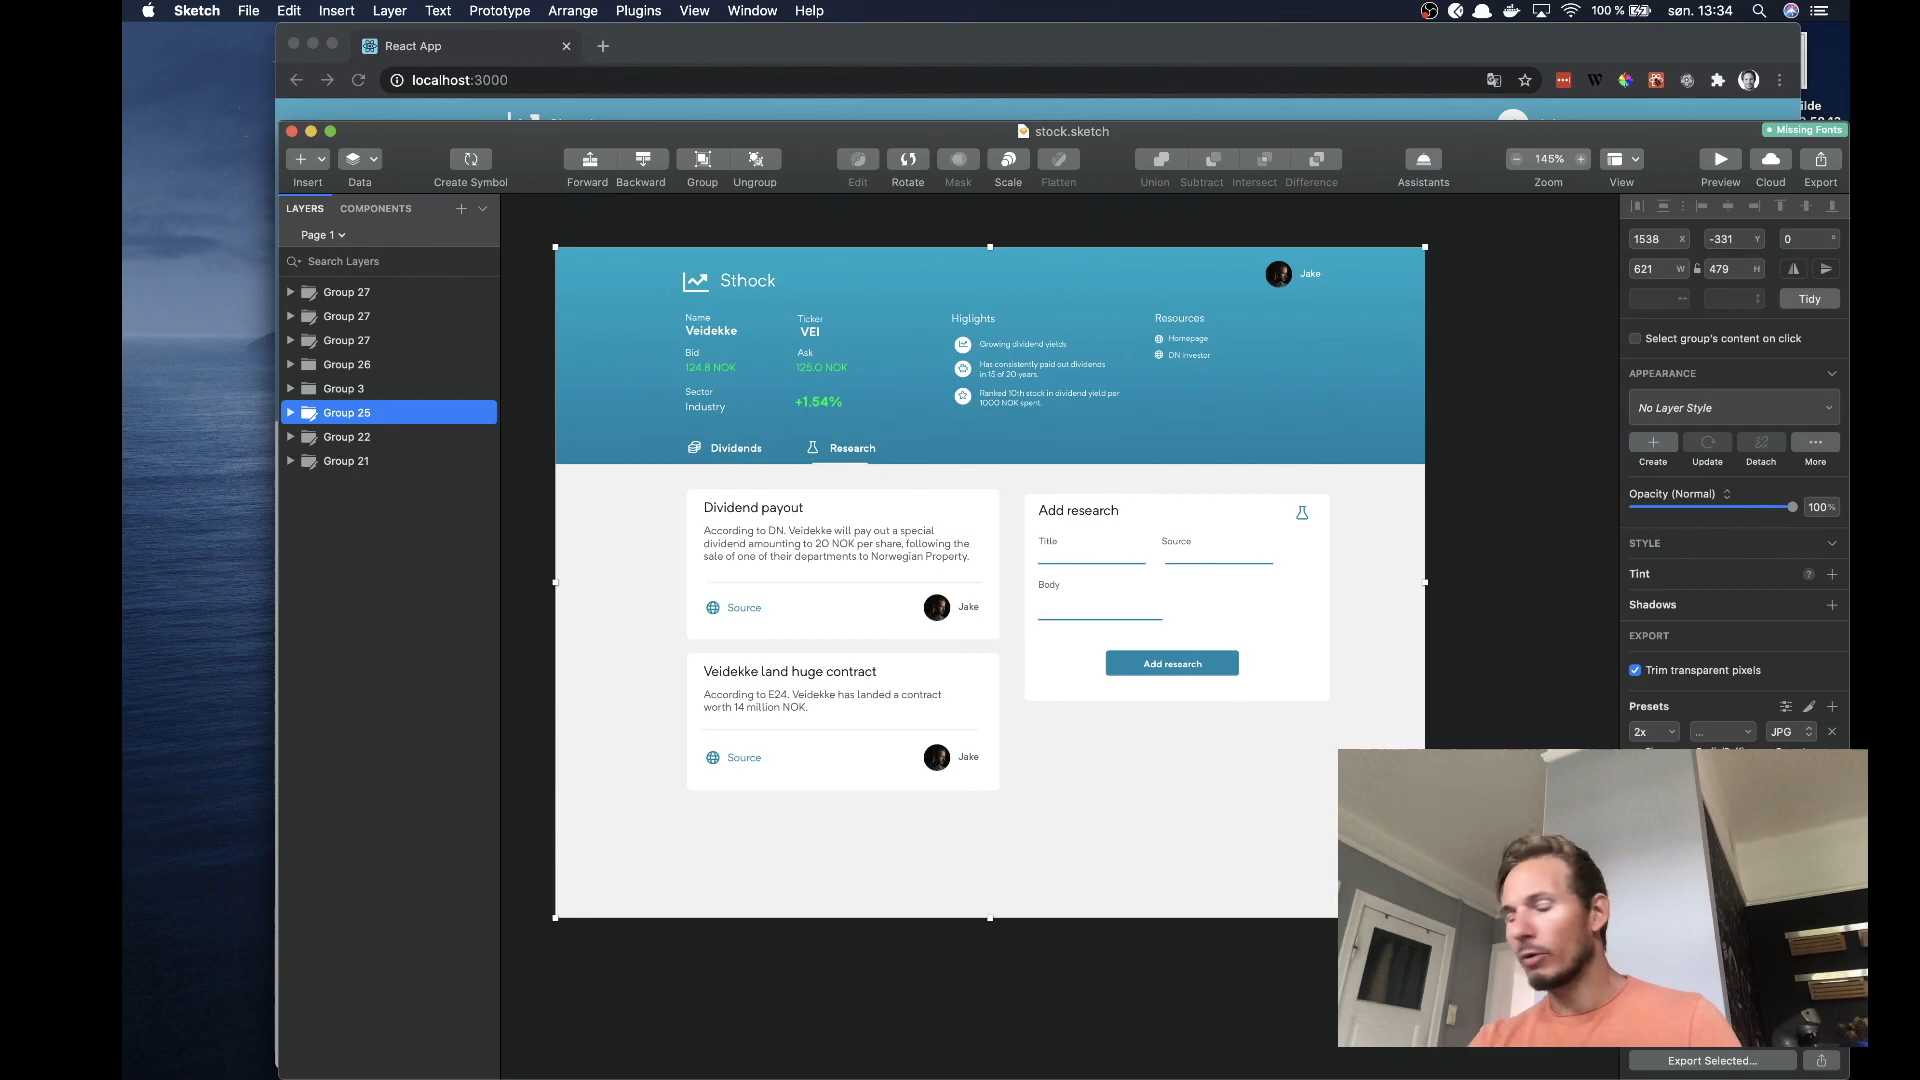 Sketch File Edit Insert Layer Text Prototype Arrange Plugins View Window Help
100 % søn. 13:34
React App
localhost:3000
ilde
stock.sketch
Missing Fonts
145%
Insert Data Create Symbol Forward Backward Group Ungroup Edit Rotate Mask Scale Flatten Union Subtract Intersect Difference Assistants Zoom View Preview Cloud Export
LAYERS COMPONENTS
Page 1
Search Layers
Group 27
Group 27
Group 27
Group 26
Group 3
Group 25
Group 22
Group 21
Sthock
Jake
Name
Veidekke
Ticker
VEI
Bid
124.8 NOK
Ask
125.0 NOK
Sector
Industry
+1,54%
Higlights
Growing dividend yields
Has consistently paid out dividends
in 15 of 20 years.
Ranked 10th stock in dividend yield per
1000 NOK spent.
Resources
Homepage
DN Investor
Dividends
Research
Dividend payout
According to DN. Veidekke will pay out a special
dividend amounting to 20 NOK per share, following the
sale of one of their departments to Norwegian Property.
Source
Jake
Veidekke land huge contract
According to E24. Veidekke has landed a contract
worth 14 million NOK.
Source
Jake
Add research
Title
Source
Body
Add research
1538 X -331 Y 0 °
621 W 479 H
Tidy
Select group's content on click
APPEARANCE
No Layer Style
Create Update Detach More
Opacity (Normal)
100%
STYLE
Tint ?
Shadows
EXPORT
Trim transparent pixels
Presets
2x ... JPG
Export Selected...